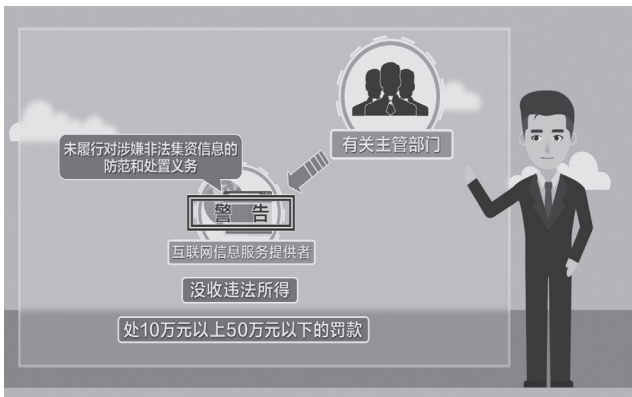 有关主管部门
未履行对涉嫌非法集资信息的
防范和处置义务
警告
互联网信息服务提供者
没收违法所得
处10万元以上50万元以下的罚款